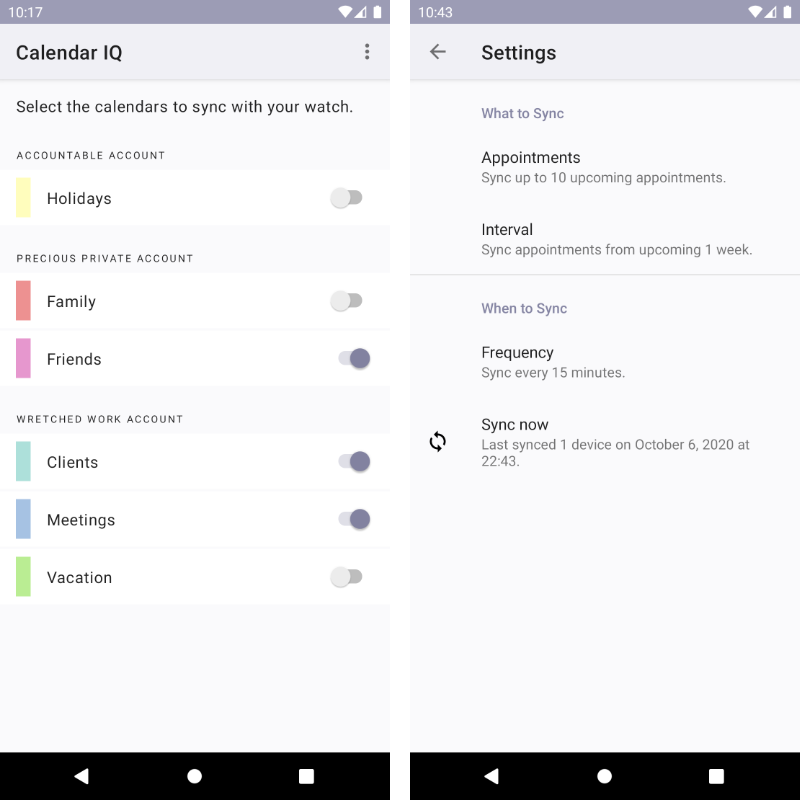 10:17
Calendar IQ
Select the calendars to sync with your watch.
ACCOUNTABLE ACCOUNT
Holidays
PRECIOUS PRIVATE ACCOUNT
Family
Friends
WRETCHED WORK ACCOUNT
Clients
Meetings
Vacation
10:43
Settings
What to Sync
Appointments
Sync up to 10 upcoming appointments.
Interval
Sync appointments from upcoming 1 week.
When to Sync
Frequency
Sync every 15 minutes.
Sync now
Last synced 1 device on October 6, 2020 at
22:43.